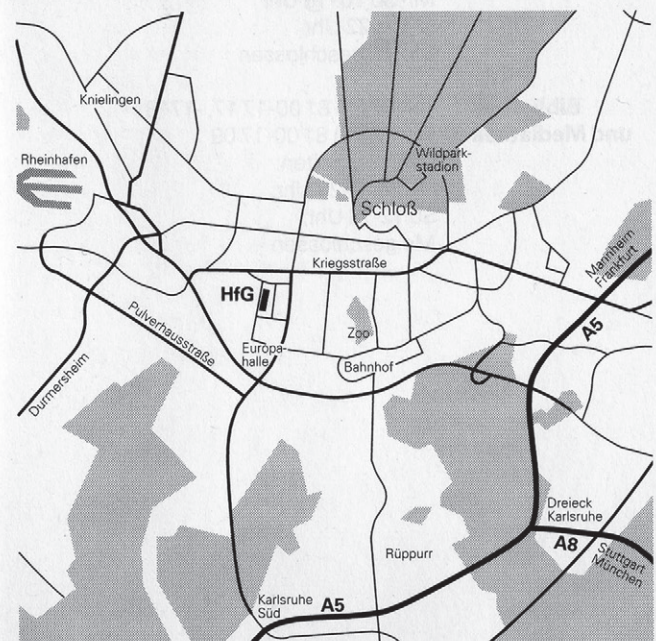 Knielingen
Rheinhafen
Wildpark-
stadion
Schloß
Mannheim
Frankfurt
Kriegsstraße
HfG
A5
Zoo
Pulverhausstraße
Europa-
halle
Bahnhof
Durmersheim
Dreieck
Karlsruhe
A8
Stuttgart
München
Rüppurr
Karlsruhe
Süd
A5